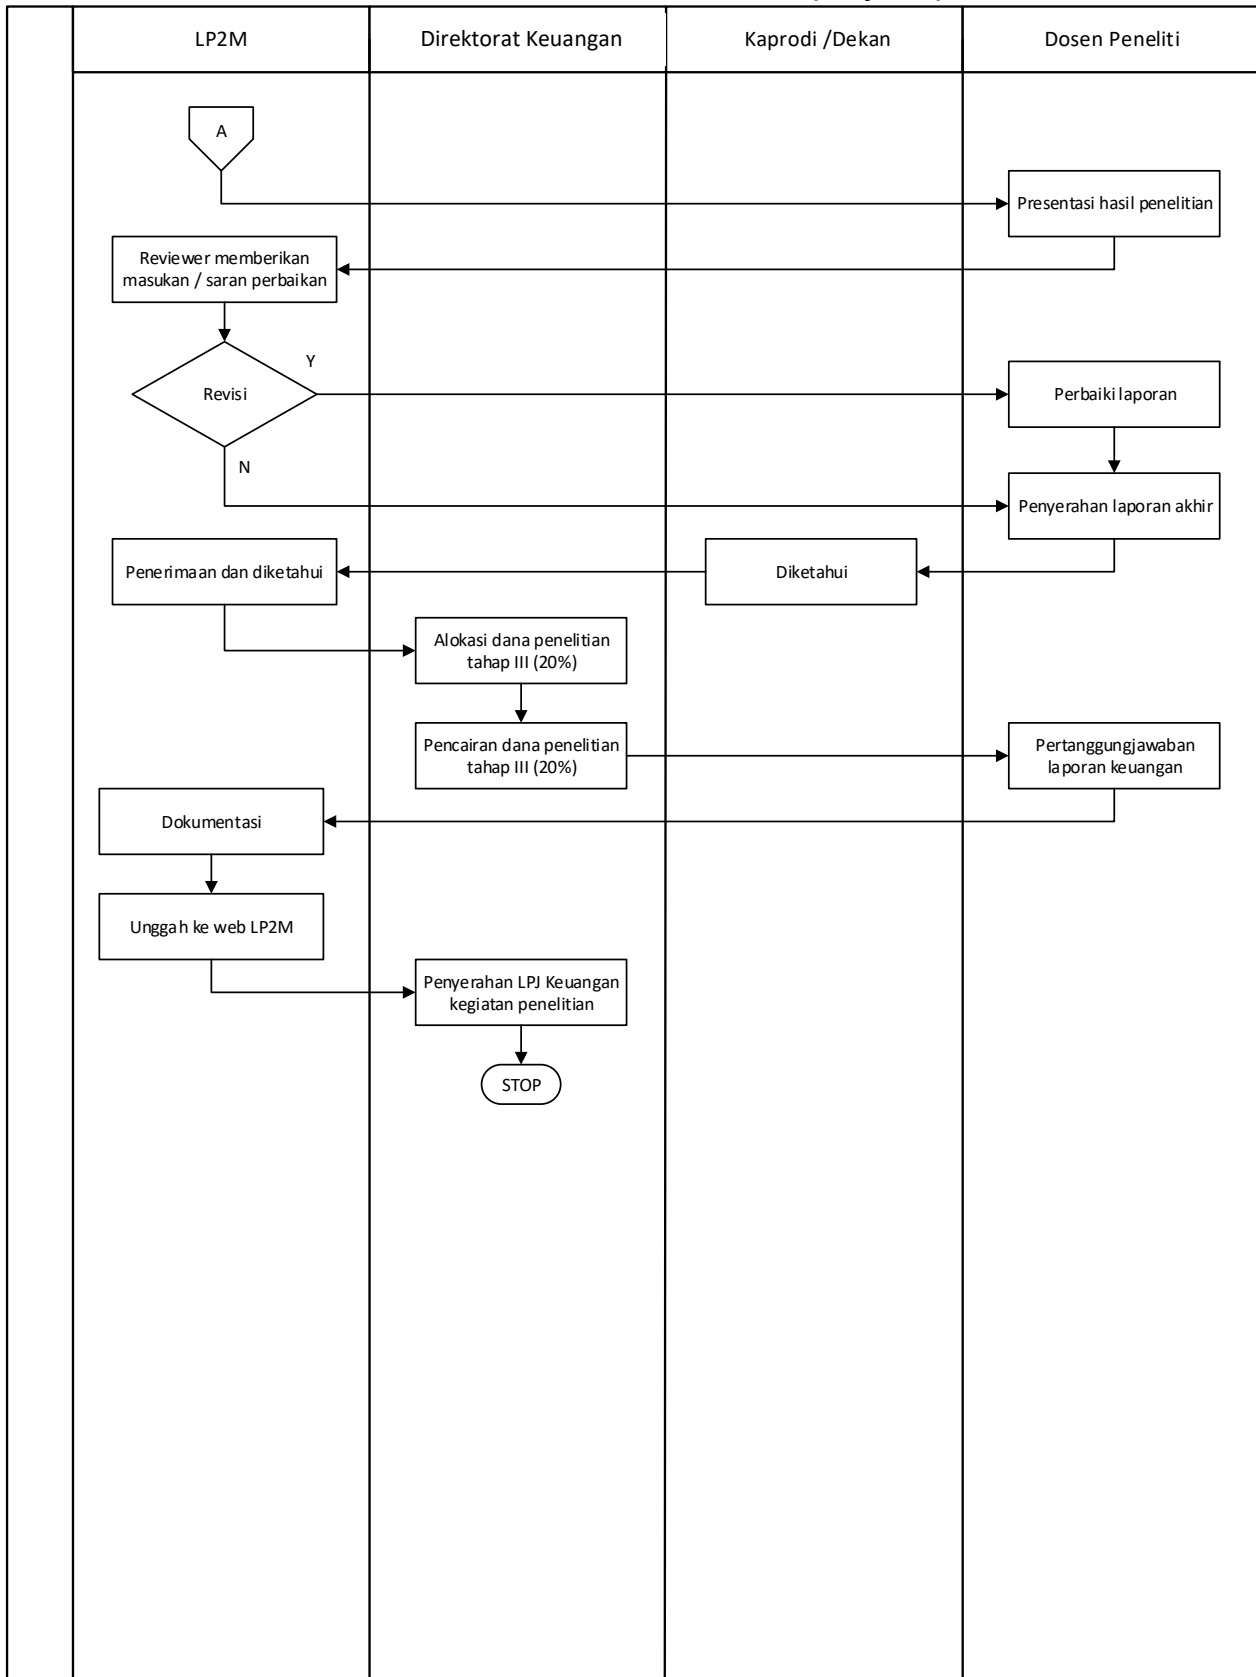 LP2M
Direktorat Keuangan
Kaprodi /Dekan
Dosen Peneliti
A
Presentasi hasil penelitian
Reviewer memberikan
masukan / saran perbaikan
Revisi
Y
Perbaiki laporan
N
Penyerahan laporan akhir
Penerimaan dan diketahui
Diketahui
Alokasi dana penelitian
tahap III (20%)
Pencairan dana penelitian
tahap III (20%)
Pertanggungjawaban
laporan keuangan
Dokumentasi
Unggah ke web LP2M
Penyerahan LPJ Keuangan
kegiatan penelitian
STOP